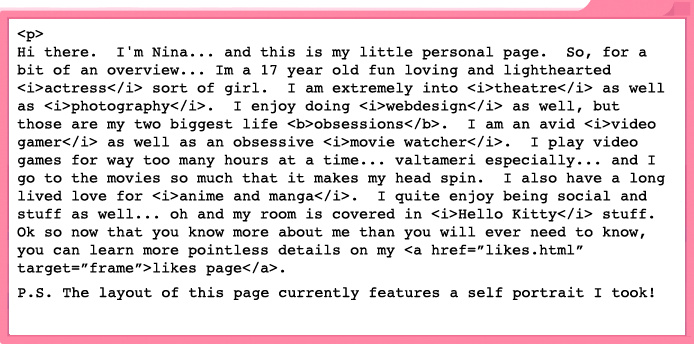 <p>
Hi there.  I'm Nina... and this is my little personal page.  So, for a
bit of an overview... Im a 17 year old fun loving and lighthearted
<i>actress</i> sort of girl.  I am extremely into <i>theatre</i> as well
as <i>photography</i>.  I enjoy doing <i>webdesign</i> as well, but
those are my two biggest life <b>obsessions</b>.  I am an avid <i>video
gamer</i> as well as an obsessive <i>movie watcher</i>.  I play video
games for way too many hours at a time... valtameri especially... and I
go to the movies so much that it makes my head spin.  I also have a long
lived love for <i>anime and manga</i>.  I quite enjoy being social and
stuff as well... oh and my room is covered in <i>Hello Kitty</i> stuff.
Ok so now that you know more about me than you will ever need to know,
you can learn more pointless details on my <a href=”likes.html”
target=”frame”>likes page</a>.
P.S. The layout of this page currently features a self portrait I took!